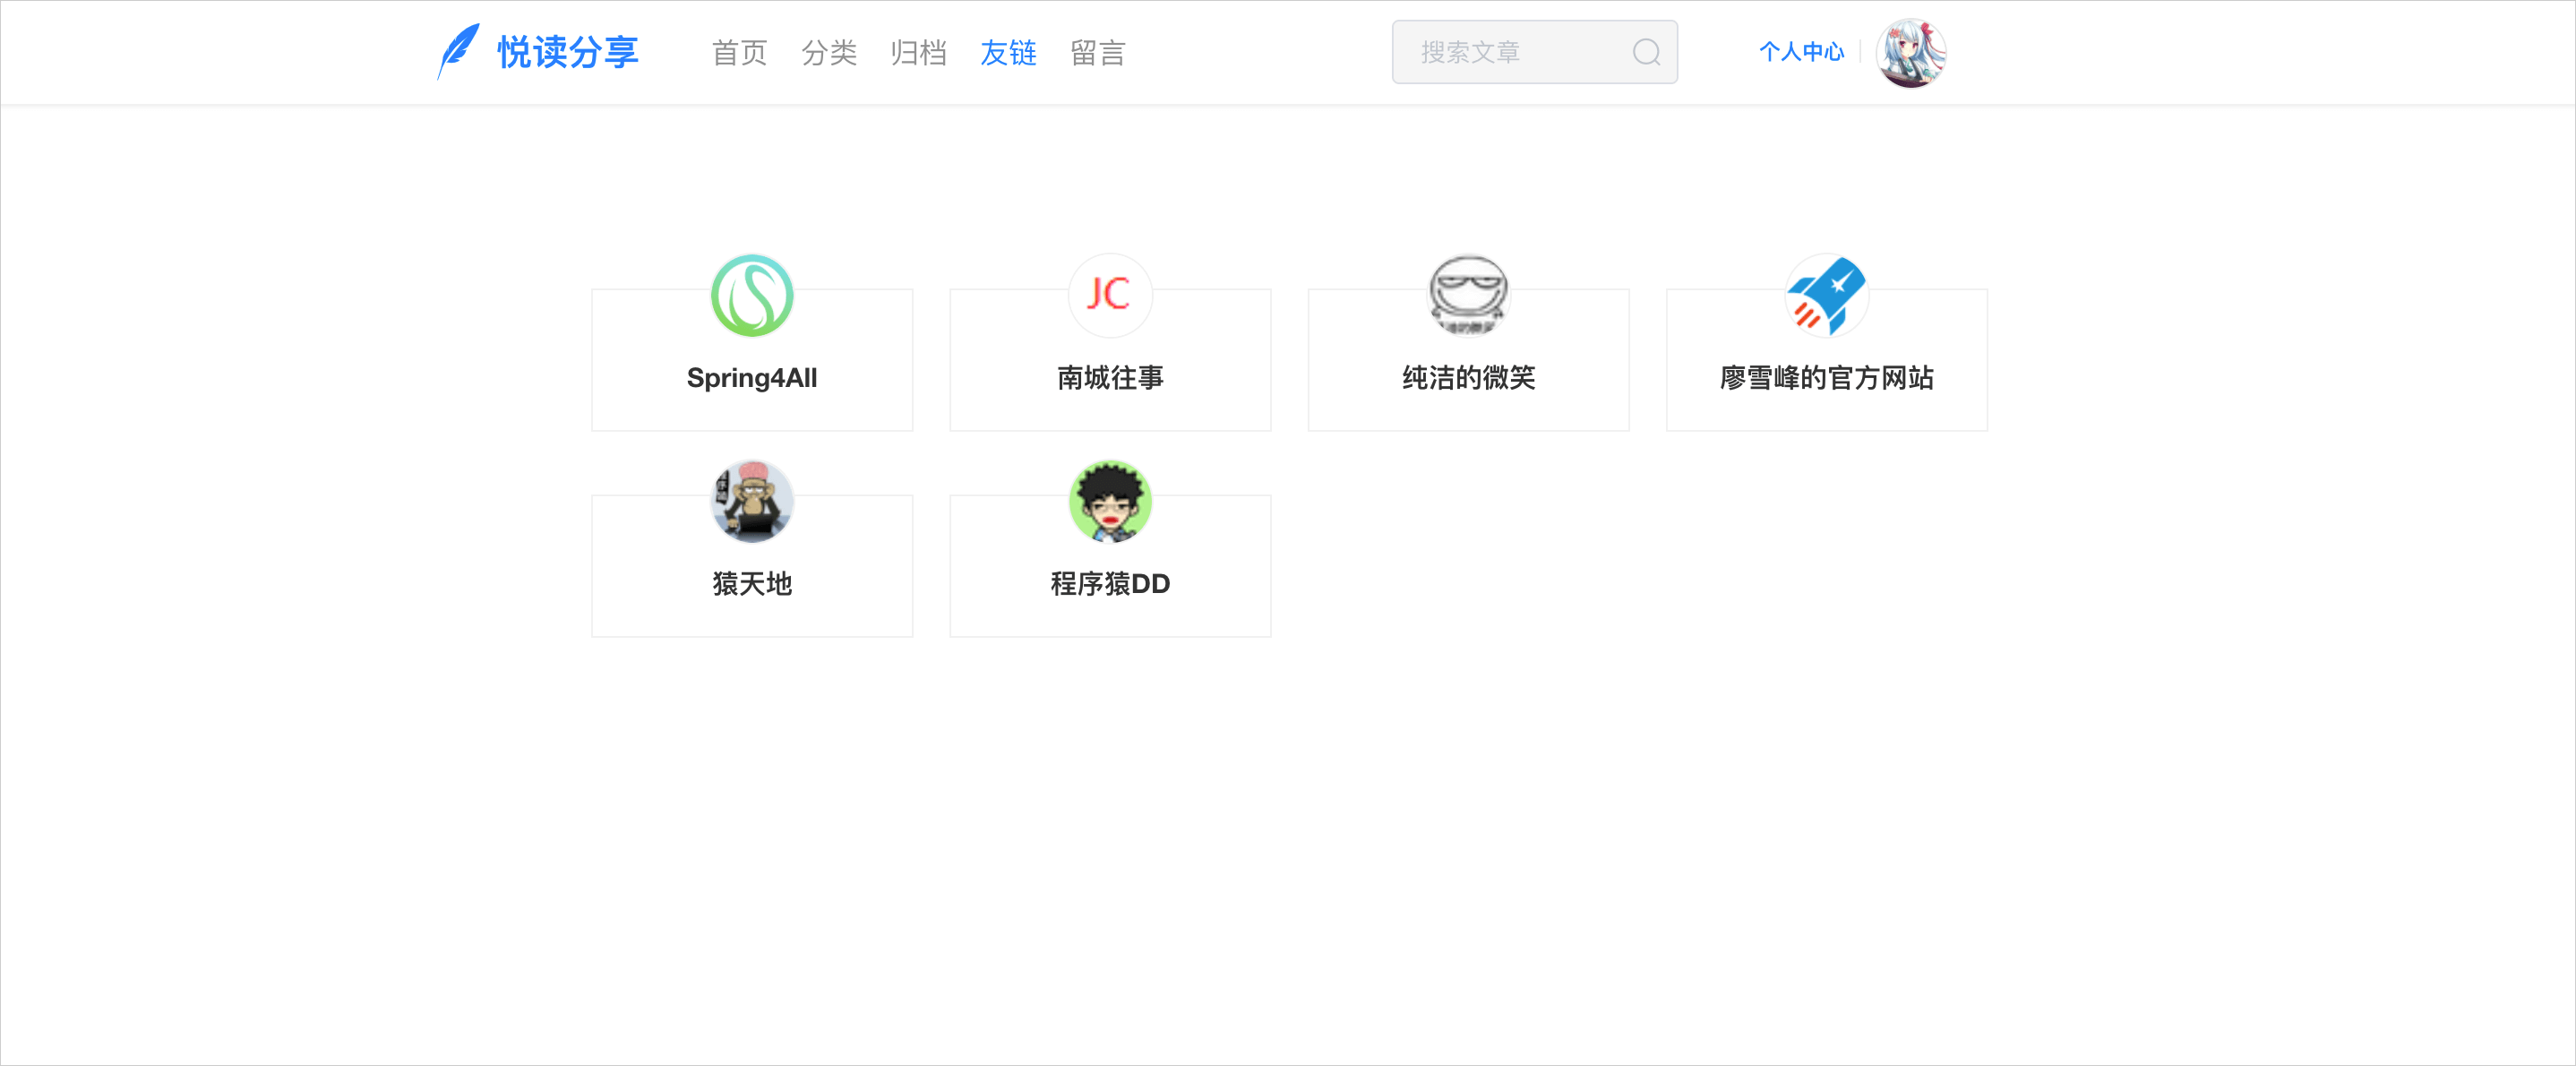 悦读分享
首页 分类 归档 友链 留言
搜索文章
个人中心
Spring4All
JC
南城往事
纯洁的微笑
廖雪峰的官方网站
猿天地
程序猿DD